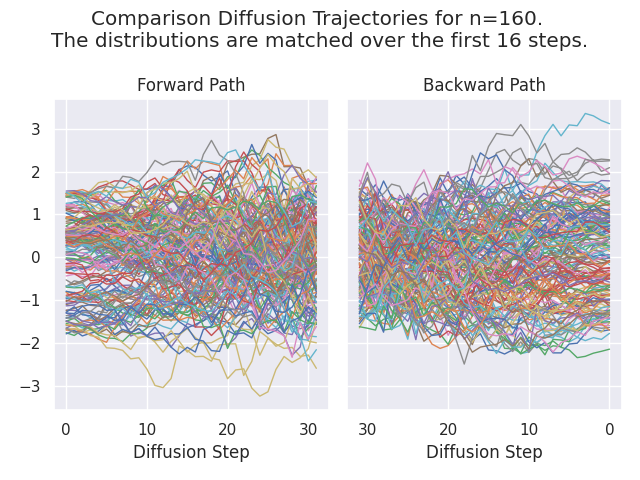 Comparison Diffusion Trajectories for n=160.
The distributions are matched over the first 16 steps.
Forward Path
Backward Path
3
2
1
0
−1
−2
−3
0 10 20 30
30 20 10 0
Diffusion Step
Diffusion Step